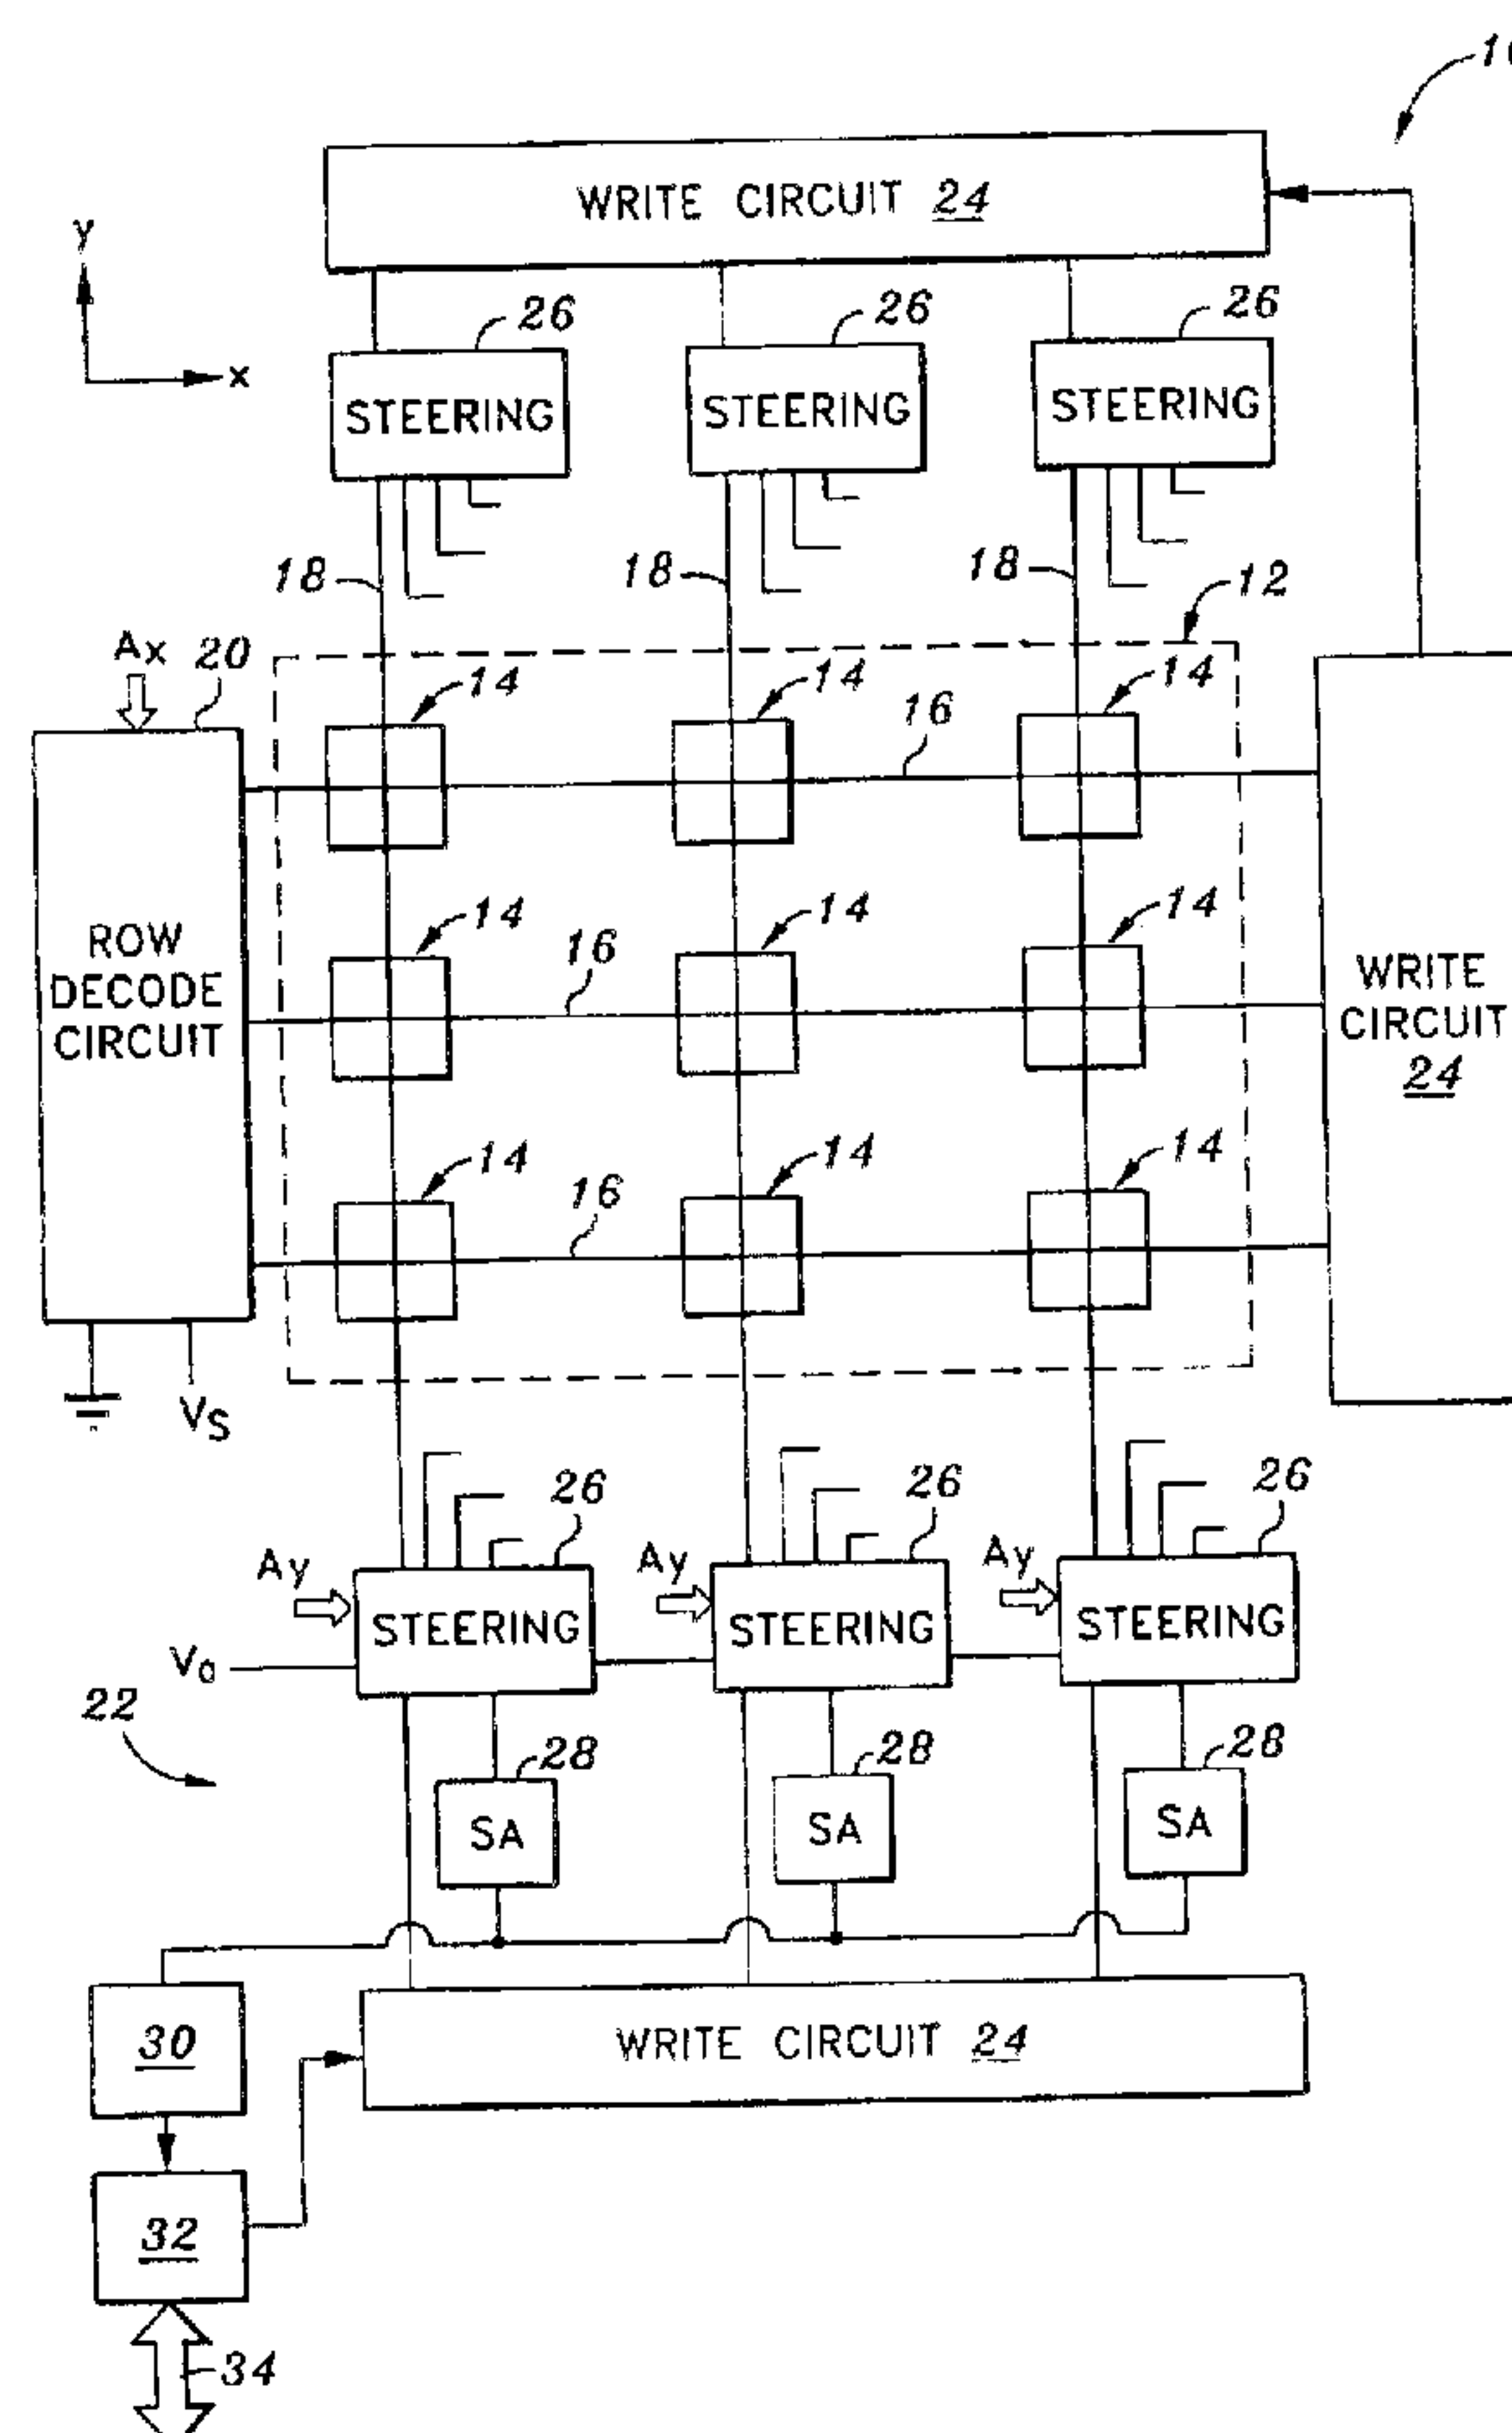 WRITE CIRCUIT 24
y
x
26
26
26
STEERING
STEERING
STEERING
18
18
18
12
Ax
20
14
14
14
16
14
14
14
16
ROW
DECODE
CIRCUIT
WRITE
CIRCUIT
24
14
14
14
16
VS
26
26
26
Ay
Ay
Ay
STEERING
STEERING
STEERING
22
28
28
28
SA
SA
SA
30
WRITE CIRCUIT 24
32
34